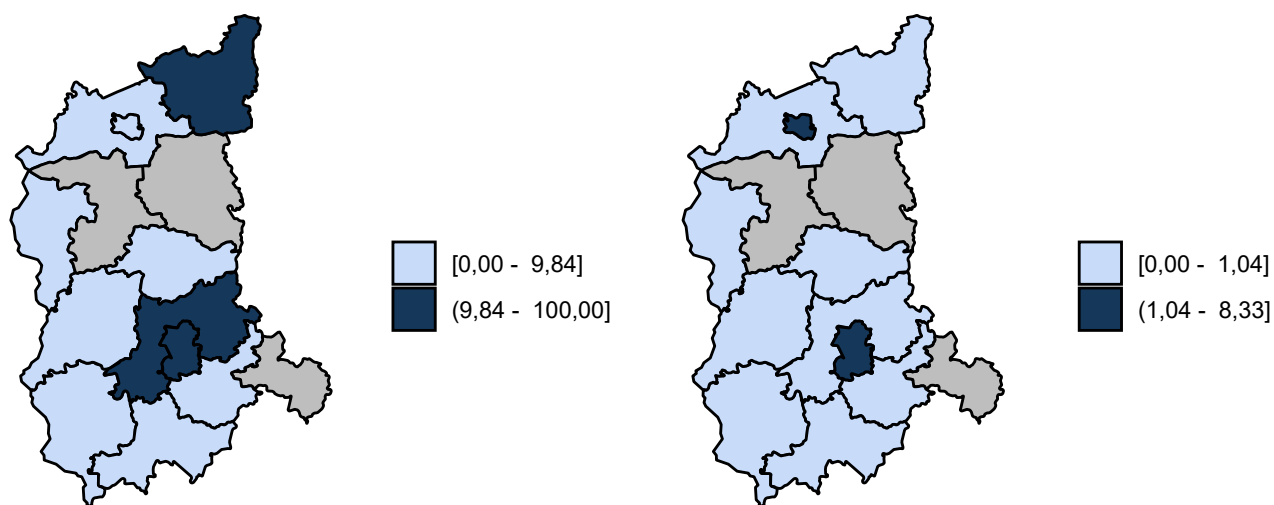 [0,00 - 9,84]
(9,84 - 100,00]
[0,00 - 1,04]
(1,04 - 8,33]